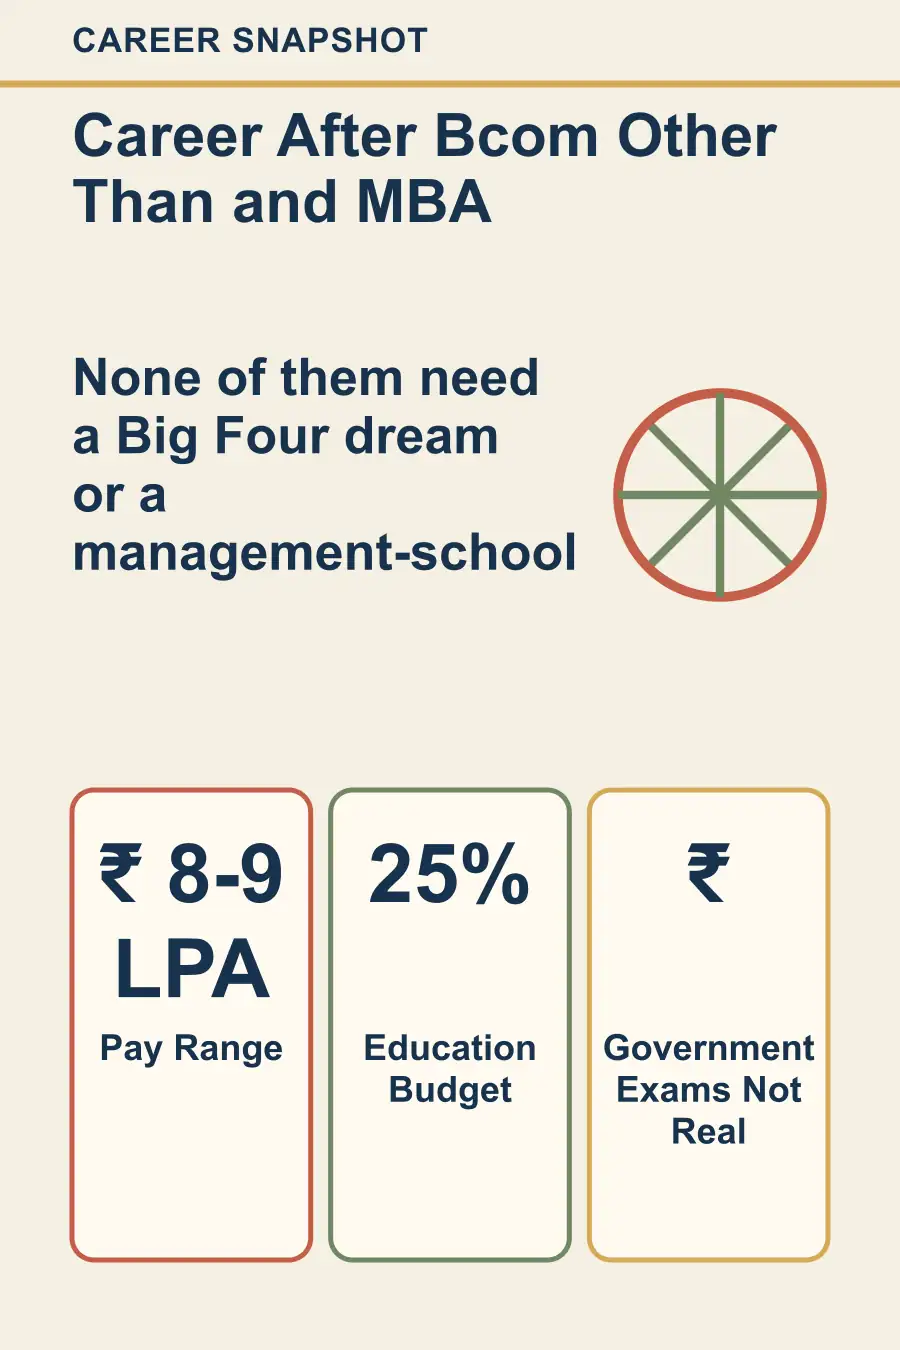 CAREER SNAPSHOT
Career After Bcom Other
Than and MBA
None of them need
a Big Four dream
or a
management-school
₹ 8-9
LPA
Pay Range
25%
Education
Budget
₹
Government
Exams Not
Real